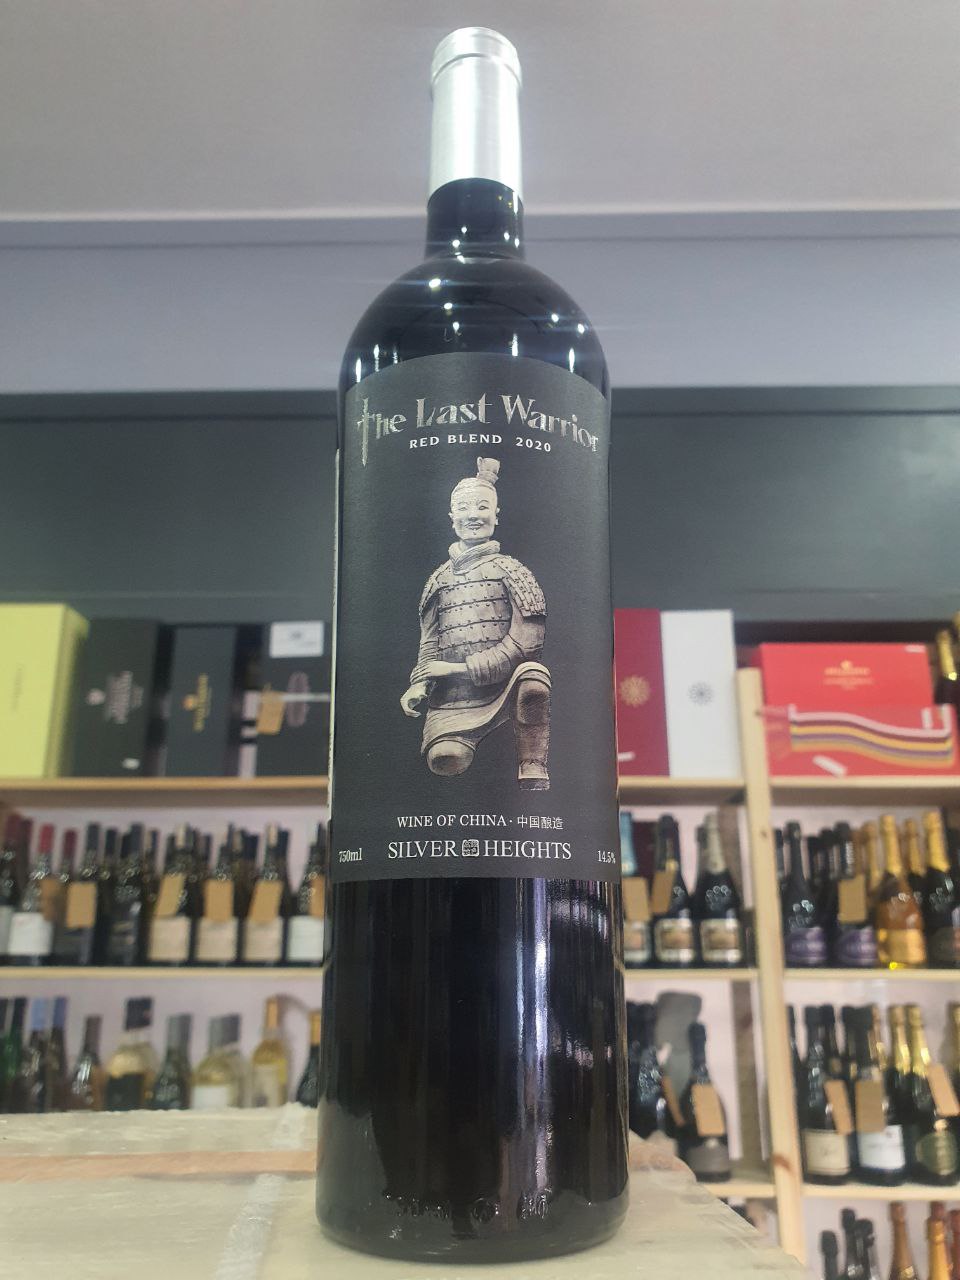 The Last Warrior
RED BLEND 2020
WINE OF CHINA · 中国酿造
750ml SILVER HEIGHTS 14.5%